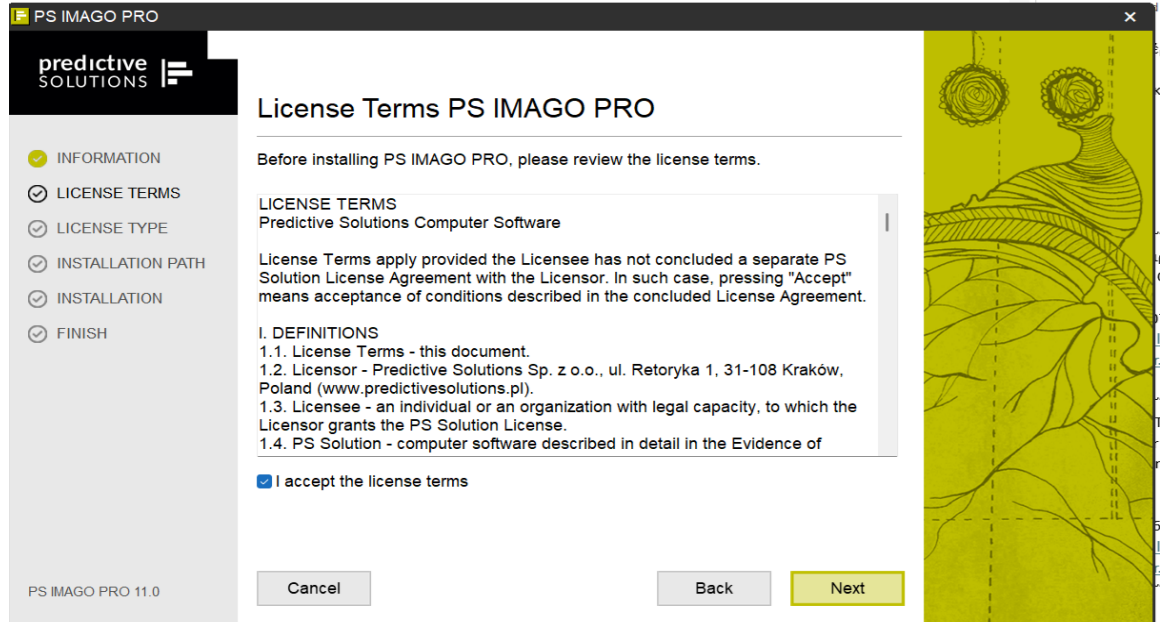 PS IMAGO PRO
predictive
SOLUTIONS
License Terms PS IMAGO PRO
INFORMATION
LICENSE TERMS
LICENSE TYPE
INSTALLATION PATH
INSTALLATION
FINISH
Before installing PS IMAGO PRO, please review the license terms.
LICENSE TERMS
Predictive Solutions Computer Software
License Terms apply provided the Licensee has not concluded a separate PS
Solution License Agreement with the Licensor. In such case, pressing "Accept"
means acceptance of conditions described in the concluded License Agreement.
I. DEFINITIONS
1.1. License Terms - this document.
1.2. Licensor - Predictive Solutions Sp. z o.o., ul. Retoryka 1, 31-108 Kraków,
Poland (www.predictivesolutions.pl).
1.3. Licensee - an individual or an organization with legal capacity, to which the
Licensor grants the PS Solution License.
1.4. PS Solution - computer software described in detail in the Evidence of
I accept the license terms
PS IMAGO PRO 11.0
Cancel
Back
Next